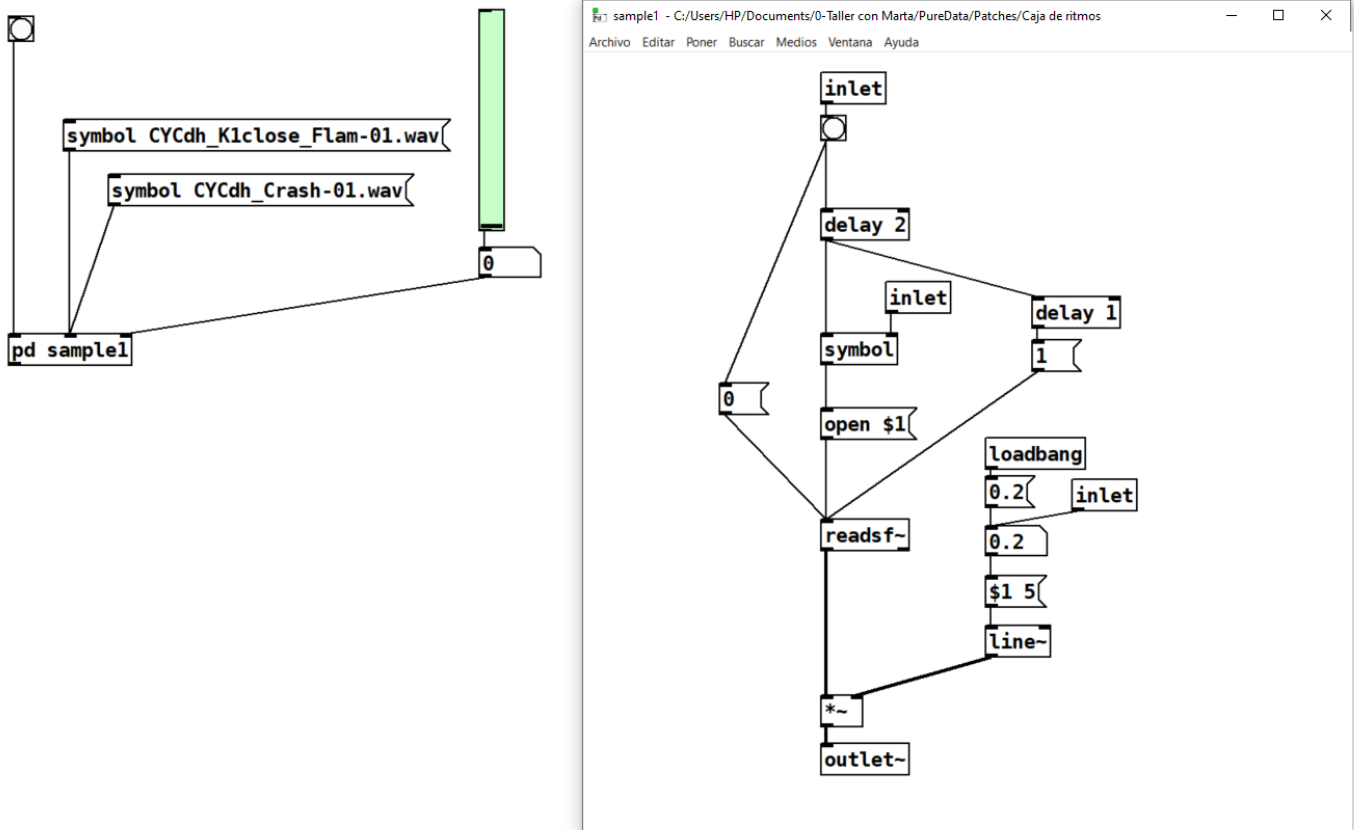 symbol CYCdh_K1close_Flam-01.wav
symbol CYCdh_Crash-01.wav
0
pd sample1
sample1 - C:/Users/HP/Documents/0-Taller con Marta/PureData/Patches/Caja de ritmos
Archivo Editar Poner Buscar Medios Ventana Ayuda
inlet
delay 2
inlet
delay 1
symbol
1
0
open $1
loadbang
0.2
inlet
readsf~
0.2
$1 5
line~
*~
outlet~